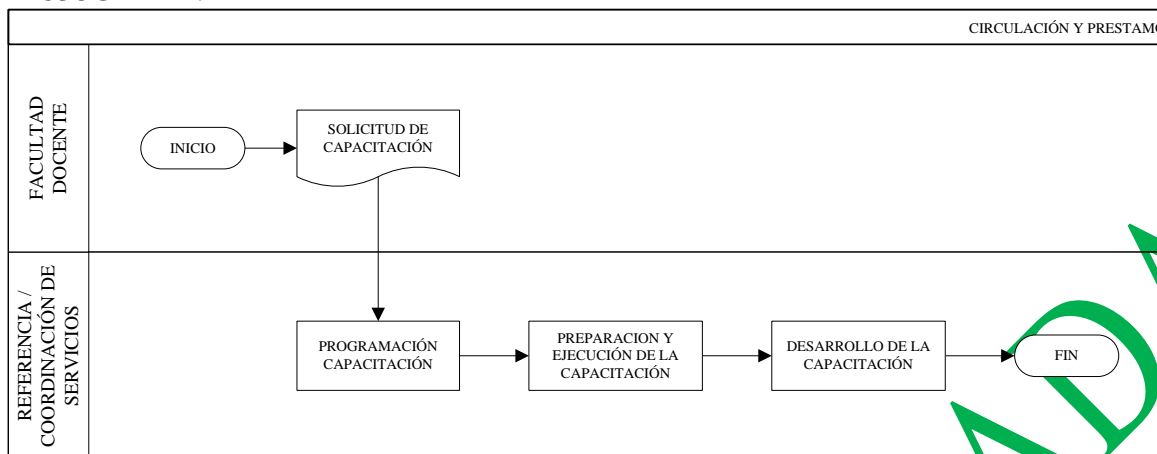 CIRCULACIÓN Y PRESTAMO
FACULTAD
DOCENTE
INICIO
SOLICITUD DE
CAPACITACIÓN
REFERENCIA /
COORDINACIÓN DE
SERVICIOS
PROGRAMACIÓN
CAPACITACIÓN
PREPARACION Y
EJECUCIÓN DE LA
CAPACITACIÓN
DESARROLLO DE LA
CAPACITACIÓN
FIN